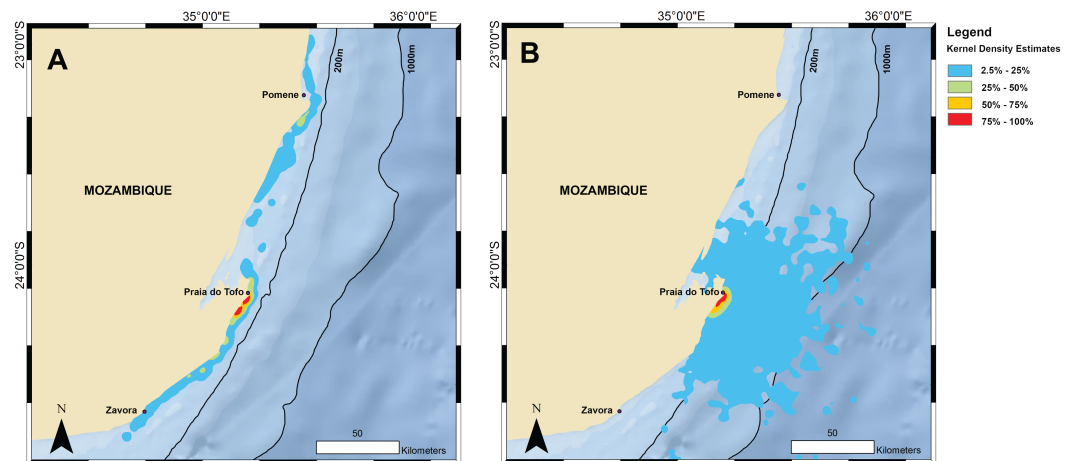 35°0'0"E
36°0'0"E
35°0'0"E
36°0'0"E
23°0'0"S
24°0'0"S
A
200m
1000m
Pomene
MOZAMBIQUE
Praia do Tofo
Zavora
N
50
Kilometers
23°0'0"S
24°0'0"S
B
200m
1000m
Pomene
MOZAMBIQUE
Praia do Tofo
Zavora
N
50
Kilometers
Legend
Kernel Density Estimates
2.5% - 25%
25% - 50%
50% - 75%
75% - 100%